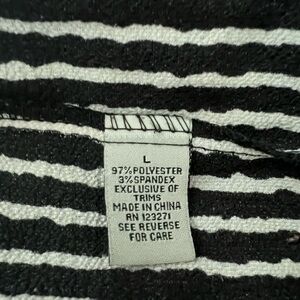 L
97% POLYESTER
3% SPANDEX
EXCLUSIVE OF
TRIMS
MADE IN CHINA
RN 123271
SEE REVERSE
FOR CARE